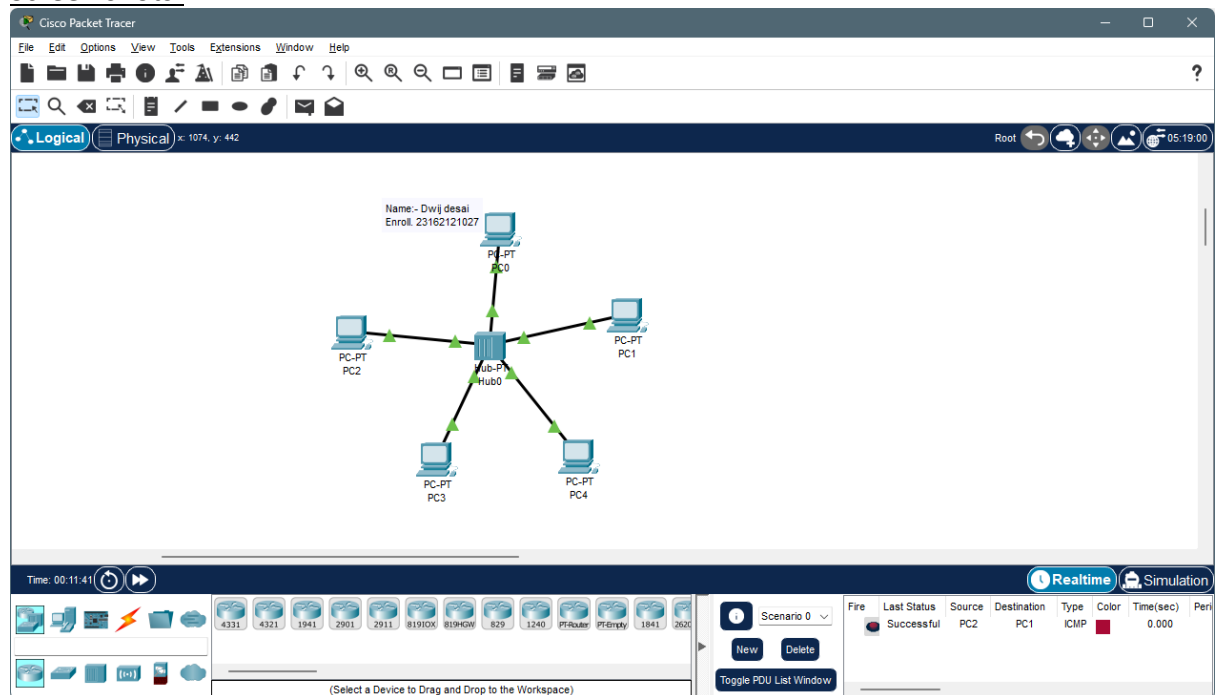 Cisco Packet Tracer
File Edit Options View Tools Extensions Window Help
?
Logical Physical x: 1074, y: 442 Root 05:19:00
Name:- Dwij desai
Enroll. 23162121027
PC-PT
PC0
PC-PT
PC1
PC-PT
PC2
Hub-PT
Hub0
PC-PT
PC3
PC-PT
PC4
Time: 00:11:41 Realtime Simulation
4331 4321 1941 2901 2911 819IOX 819HGW 829 1240 PT-Router PT-Empty 1841 2620
(Select a Device to Drag and Drop to the Workspace)
Scenario 0
New Delete
Toggle PDU List Window
Fire Last Status Source Destination Type Color Time(sec) Peri
Successful PC2 PC1 ICMP 0.000